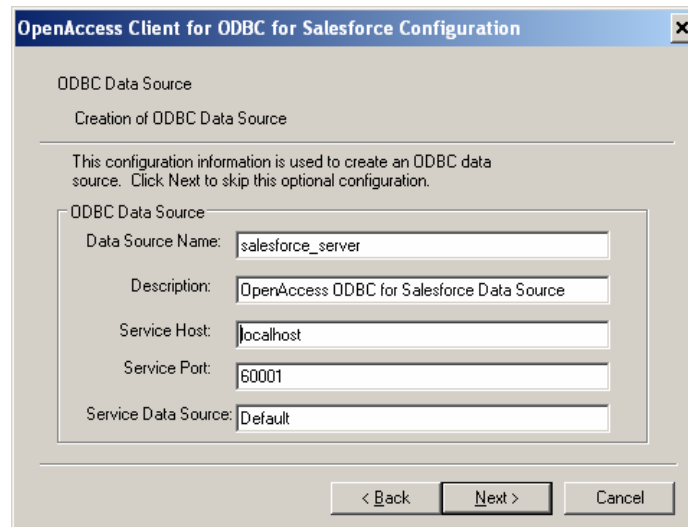 OpenAccess Client for ODBC for Salesforce Configuration
ODBC Data Source
Creation of ODBC Data Source
This configuration information is used to create an ODBC data
source. Click Next to skip this optional configuration.
ODBC Data Source
Data Source Name: salesforce_server
Description: OpenAccess ODBC for Salesforce Data Source
Service Host: localhost
Service Port: 60001
Service Data Source: Default
< Back Next > Cancel